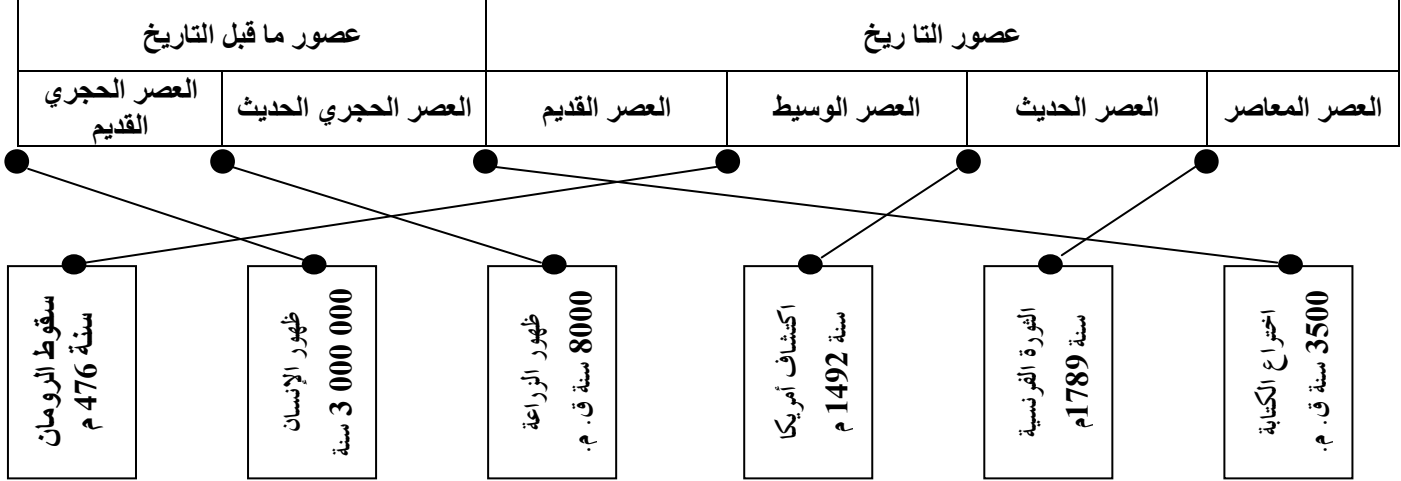 عصور التا ريخ
عصور ما قبل التاريخ
العصر المعاصر
العصر الحديث
العصر الوسيط
العصر القديم
العصر الحجري الحديث
العصر الحجري
القديم
اختراع الكتابة
3500 سنة ق. م.
الثورة الفرنسية
سنة 1789م
اكتشاف أمريكا
سنة 1492 م
ظهور الزراعة
8000 سنة ق. م.
ظهور الإنسان
3 000 000 سنة
سقوط الرومان
سنة 476 م